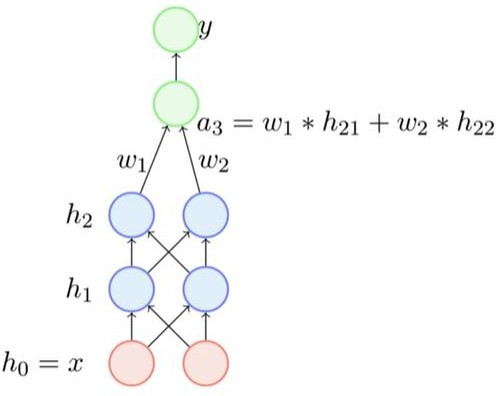 y
a₃ = w₁ * h₂₁ + w₂ * h₂₂
w₁ w₂
h₂
h₁
h₀ = x